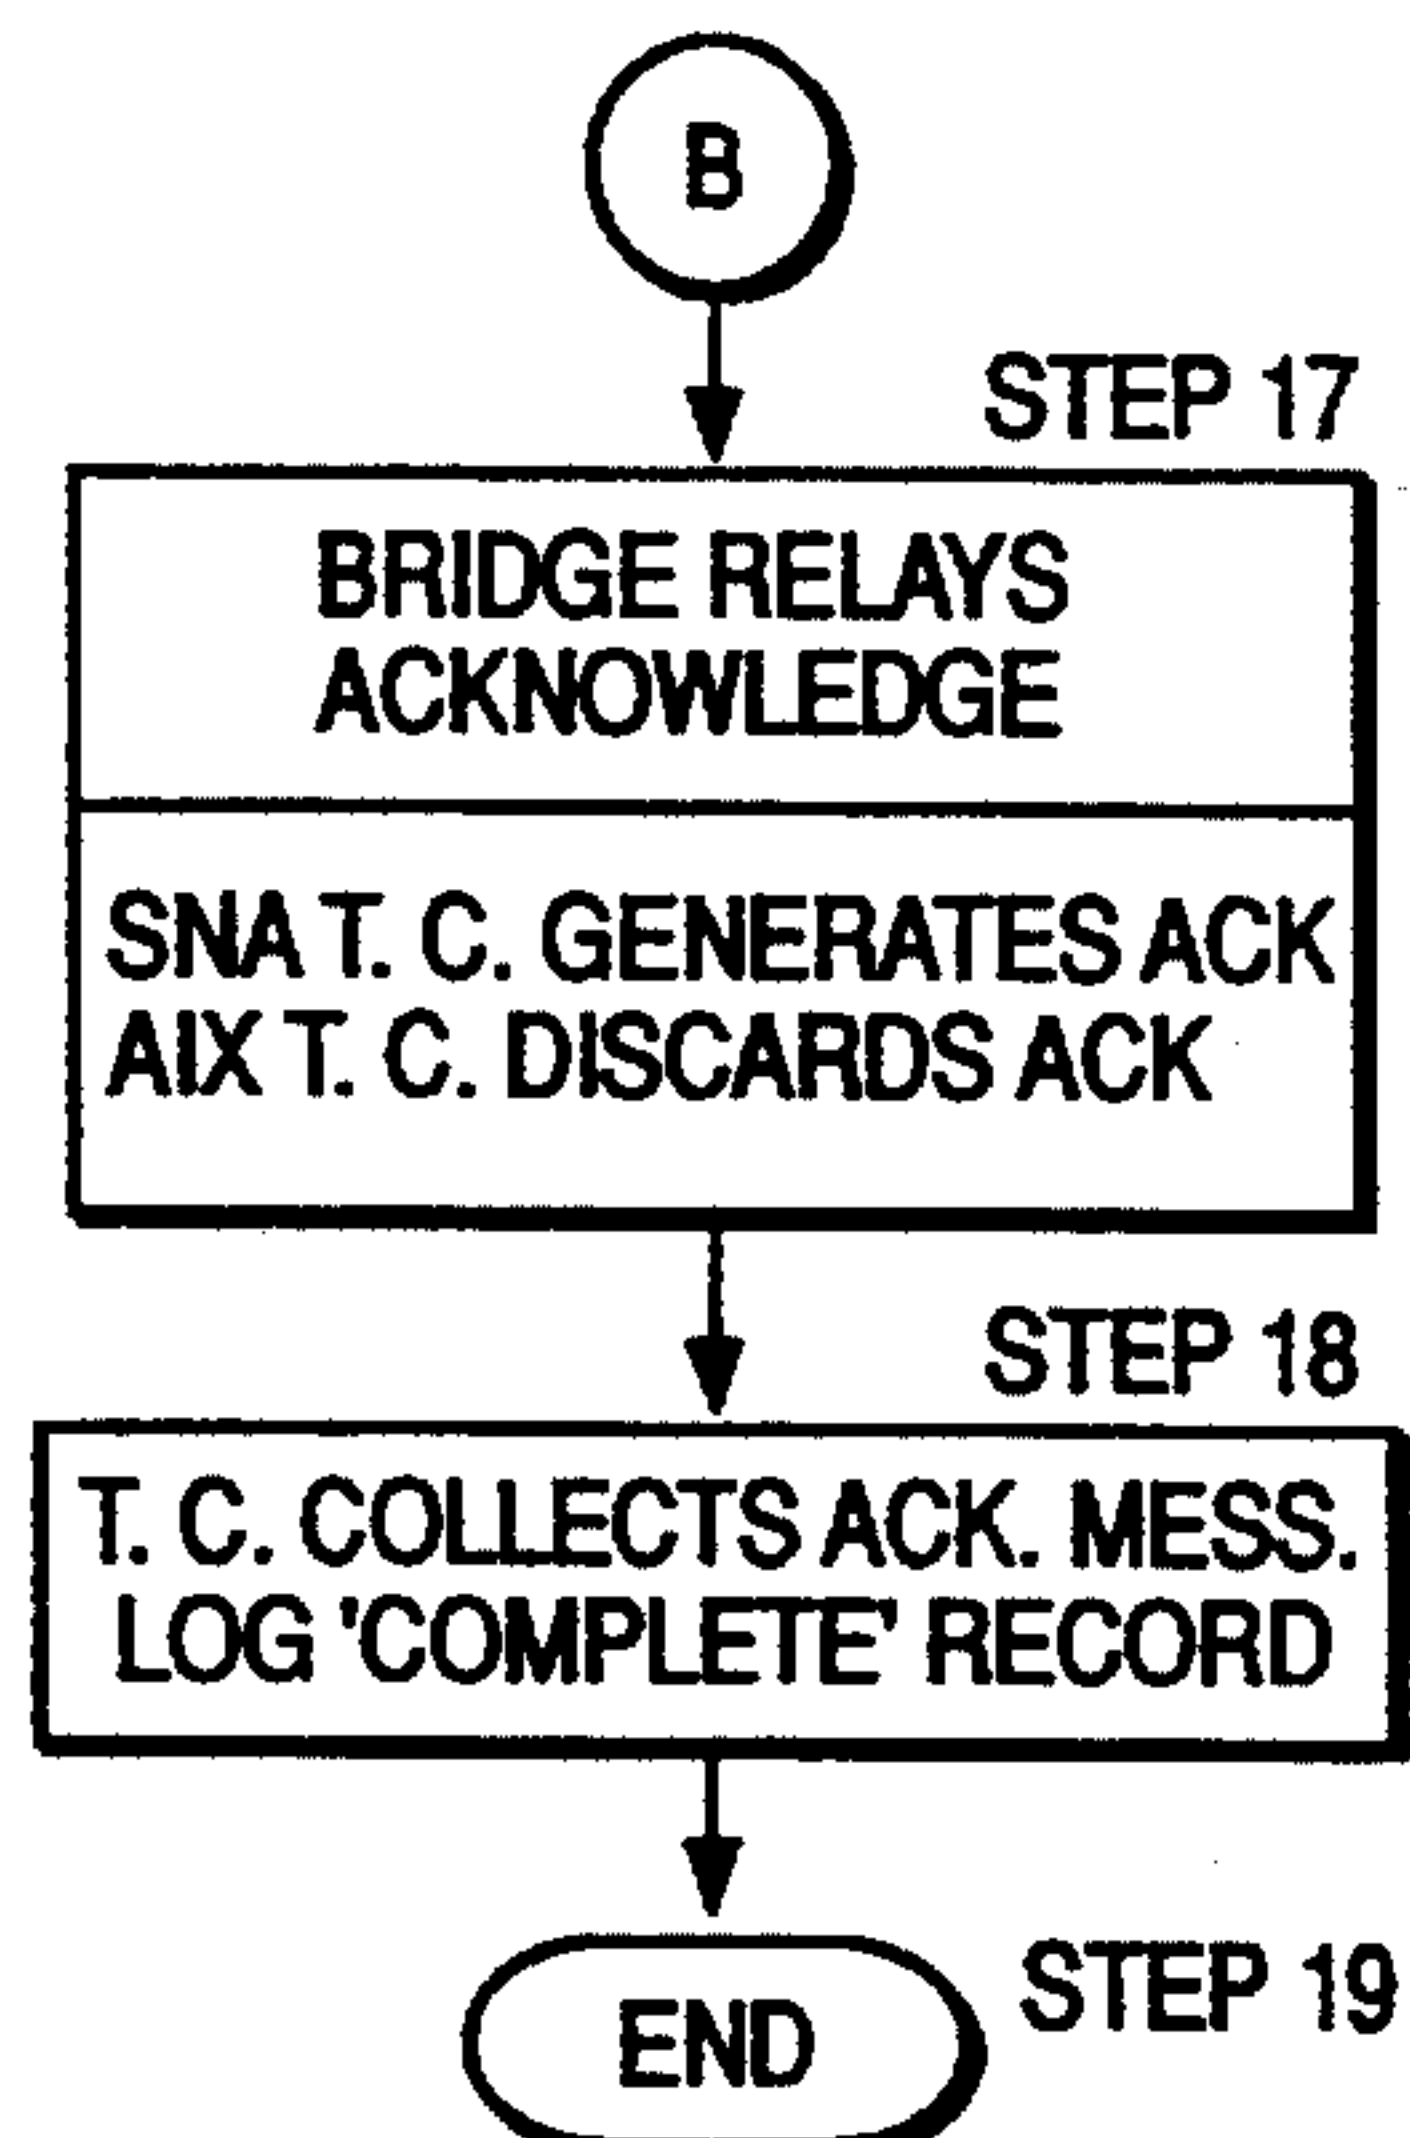 B
STEP 17
BRIDGE RELAYS
ACKNOWLEDGE
SNA T. C. GENERATES ACK
AIX T. C. DISCARDS ACK
STEP 18
T. C. COLLECTS ACK. MESS.
LOG 'COMPLETE' RECORD
STEP 19
END